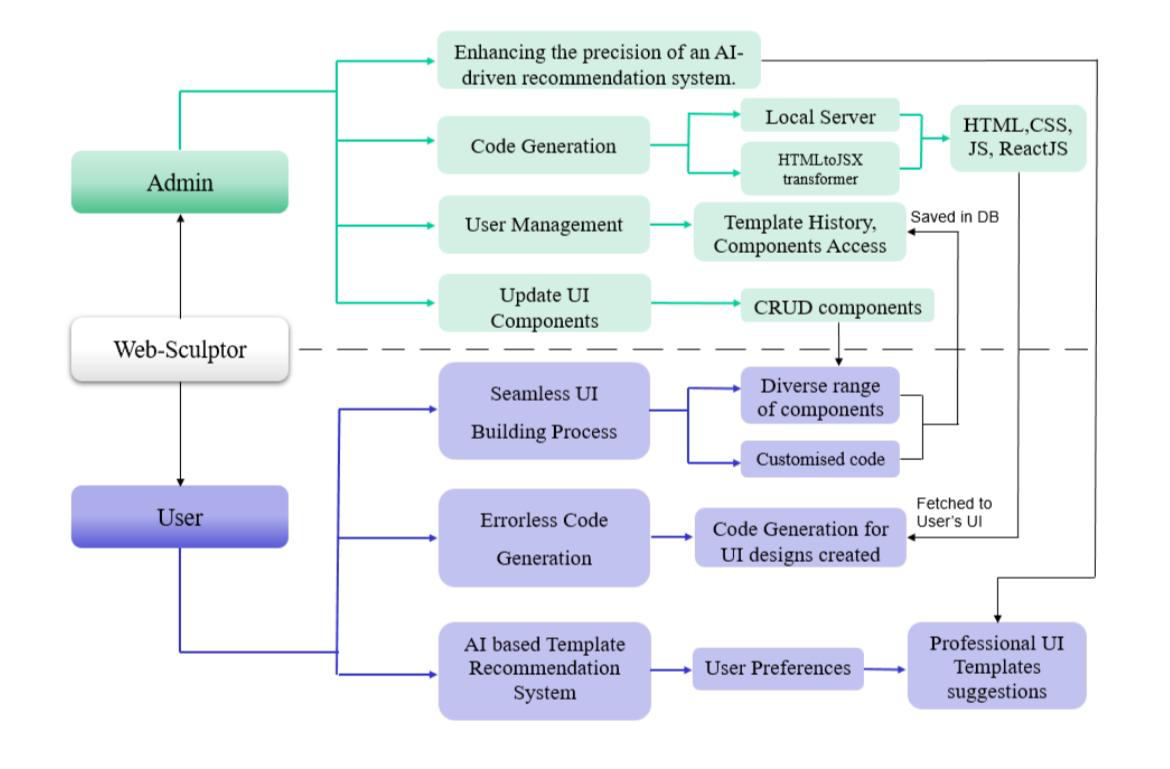 Enhancing the precision of an AI-
driven recommendation system.
Local Server
HTML,CSS,
JS, ReactJS
Code Generation
HTMLtoJSX
transformer
Admin
User Management
Template History,
Components Access
Saved in DB
Update UI
Components
CRUD components
Web-Sculptor
Seamless UI
Building Process
Diverse range
of components
Customised code
User
Errorless Code
Generation
Code Generation for
UI designs created
Fetched to
User's UI
AI based Template
Recommendation
System
User Preferences
Professional UI
Templates
suggestions